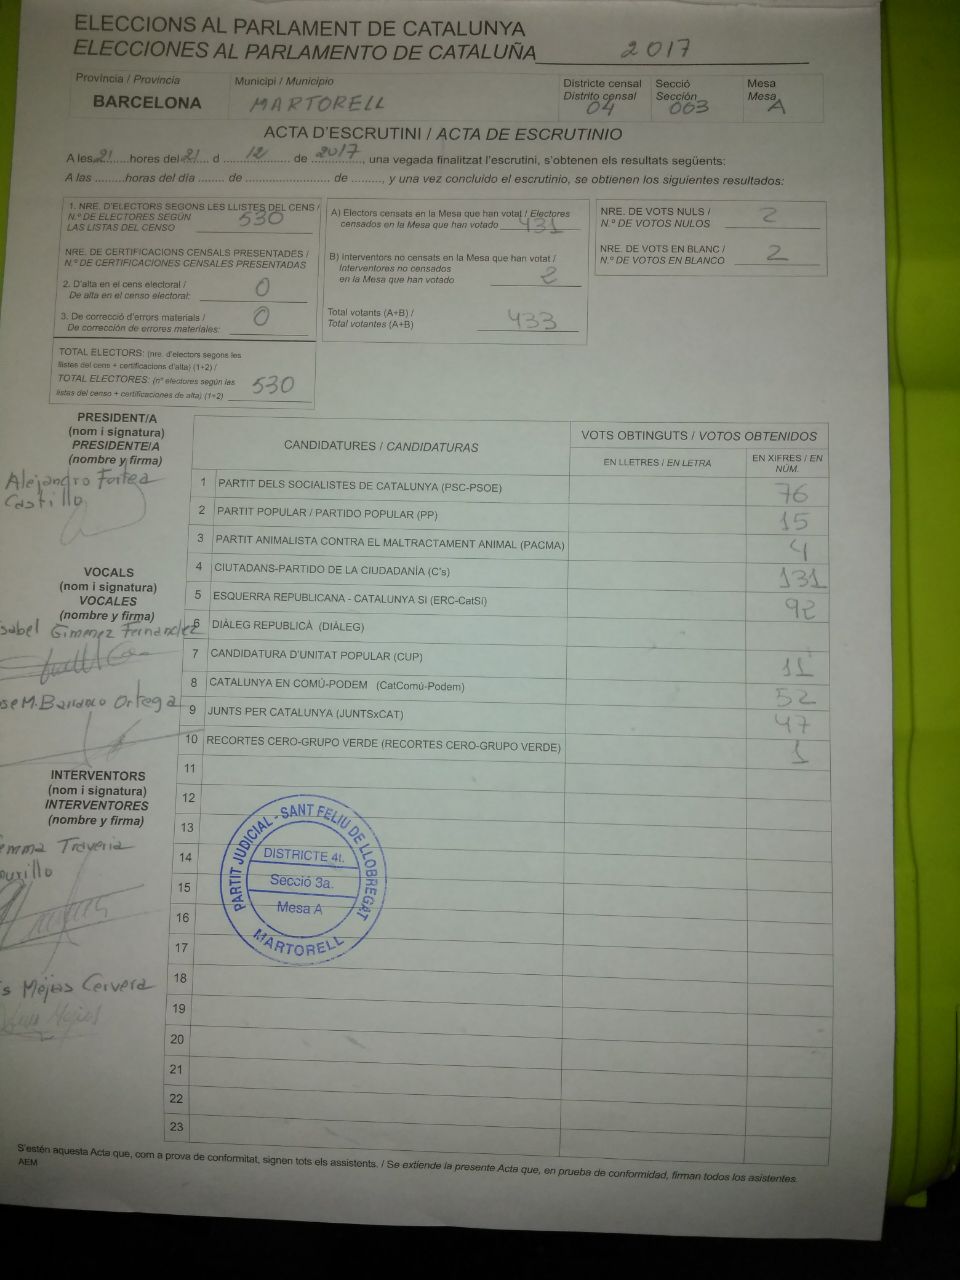 ELECCIONS AL PARLAMENT DE CATALUNYA
ELECCIONES AL PARLAMENTO DE CATALUÑA 2017
Província / Provincia
BARCELONA
Municipi / Municipio
MARTORELL
Districte censal
Distrito censal
04
Secció
Sección
003
Mesa
Mesa
A
ACTA D'ESCRUTINI / ACTA DE ESCRUTINIO
A les 21 hores del 21 d 12 de 2017, una vegada finalitzat l'escrutini, s'obtenen els resultats següents:
A las .........horas del día ........ de ......................... de ........., y una vez concluido el escrutinio, se obtienen los siguientes resultados:
1. NRE. D'ELECTORS SEGONS LES LLISTES DEL CENS /
N.º DE ELECTORES SEGÚN
LAS LISTAS DEL CENSO
530
NRE. DE CERTIFICACIONS CENSALS PRESENTADES /
N.º DE CERTIFICACIONES CENSALES PRESENTADAS
2. D'alta en el cens electoral /
De alta en el censo electoral:
0
3. De correcció d'errors materials /
De corrección de errores materiales:
0
TOTAL ELECTORS: (nre. d'electors segons les
llistes del cens + certificacions d'alta) (1+2) /
TOTAL ELECTORES: (nº electores según las
listas del censo + certificaciones de alta) (1+2)
530
A) Electors censats en la Mesa que han votat / Electores
censados en la Mesa que han votado
431
B) Interventors no censats en la Mesa que han votat /
Interventores no censados
en la Mesa que han votado
2
Total votants (A+B) /
Total votantes (A+B)
433
NRE. DE VOTS NULS /
N.º DE VOTOS NULOS
2
NRE. DE VOTS EN BLANC /
N.º DE VOTOS EN BLANCO
2
PRESIDENT/A
(nom i signatura)
PRESIDENTE/A
(nombre y firma)
Alejandro Fortea
Castillo
VOCALS
(nom i signatura)
VOCALES
(nombre y firma)
sabel Gimenez Fernandez
ose M. Barranco Ortega
INTERVENTORS
(nom i signatura)
INTERVENTORES
(nombre y firma)
emma Traveria
s Mejias Cervera
CANDIDATURES / CANDIDATURAS
VOTS OBTINGUTS / VOTOS OBTENIDOS
EN LLETRES / EN LETRA
EN XIFRES / EN
NÚM.
1 PARTIT DELS SOCIALISTES DE CATALUNYA (PSC-PSOE) 76
2 PARTIT POPULAR / PARTIDO POPULAR (PP) 15
3 PARTIT ANIMALISTA CONTRA EL MALTRACTAMENT ANIMAL (PACMA) 4
4 CIUTADANS-PARTIDO DE LA CIUDADANÍA (C's) 131
5 ESQUERRA REPUBLICANA - CATALUNYA SI (ERC-CatSí) 92
6 DIÀLEG REPUBLICÀ (DIÀLEG)
7 CANDIDATURA D'UNITAT POPULAR (CUP) 11
8 CATALUNYA EN COMÚ-PODEM (CatComú-Podem) 52
9 JUNTS PER CATALUNYA (JUNTSxCAT) 47
10 RECORTES CERO-GRUPO VERDE (RECORTES CERO-GRUPO VERDE) 1
11
12
13
14
15
16
17
18
19
20
21
22
23
PARTIT JUDICIAL - SANT FELIU DE LLOBREGAT
DISTRICTE 4t.
Secció 3a.
Mesa A
MARTORELL
S'estén aquesta Acta que, com a prova de conformitat, signen tots els assistents. / Se extiende la presente Acta que, en prueba de conformidad, firman todos los asistentes.
AEM